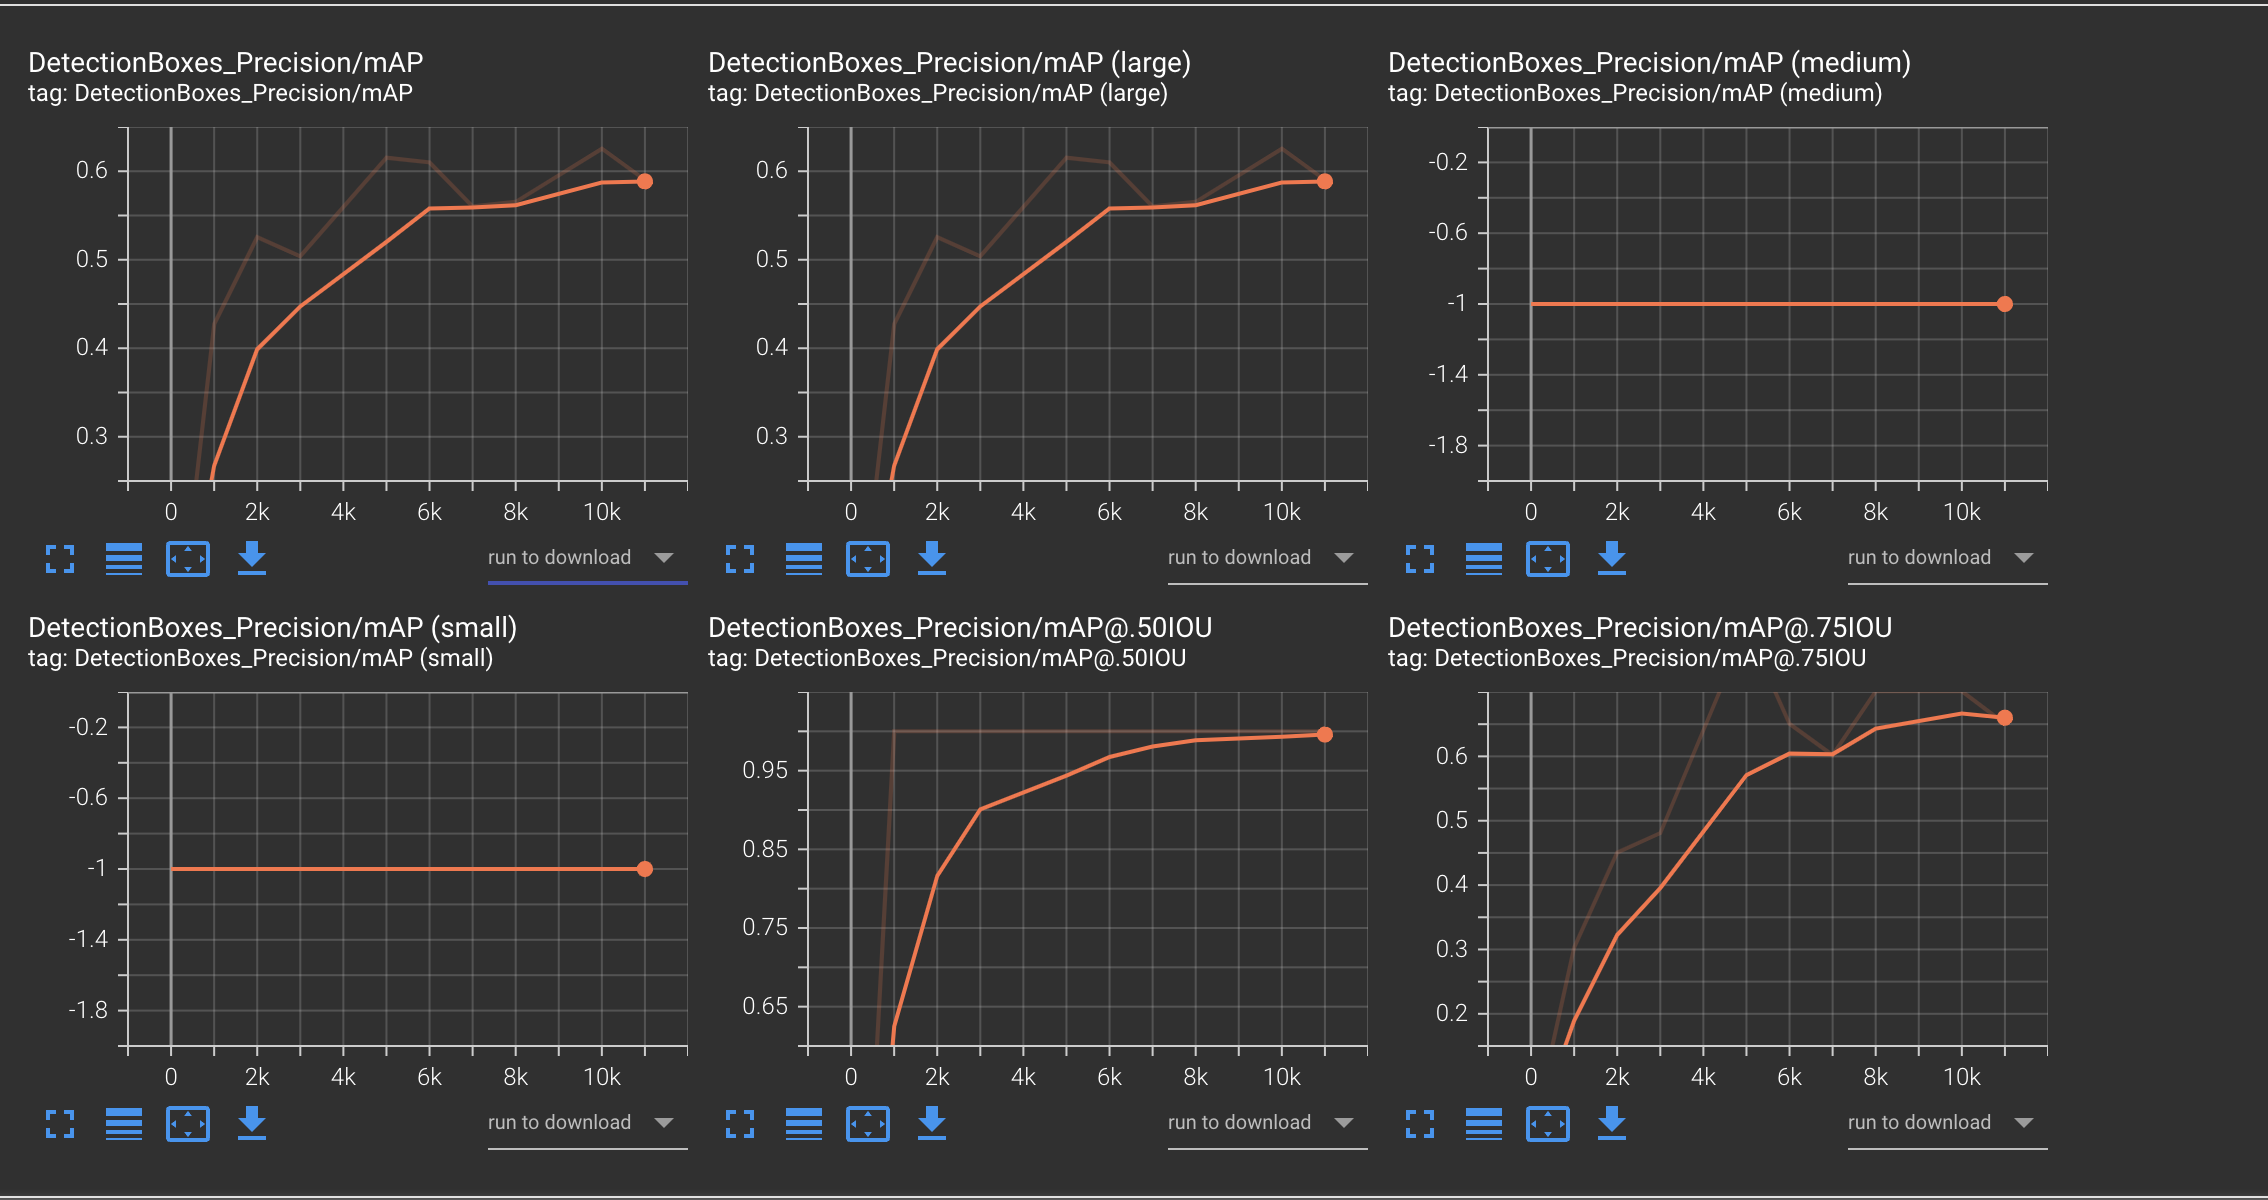 DetectionBoxes_Precision/mAP
tag: DetectionBoxes_Precision/mAP
0.6
0.5
0.4
0.3
0 2k 4k 6k 8k 10k
run to download
DetectionBoxes_Precision/mAP (large)
tag: DetectionBoxes_Precision/mAP (large)
0.6
0.5
0.4
0.3
0 2k 4k 6k 8k 10k
run to download
DetectionBoxes_Precision/mAP (medium)
tag: DetectionBoxes_Precision/mAP (medium)
-0.2
-0.6
-1
-1.4
-1.8
0 2k 4k 6k 8k 10k
run to download
DetectionBoxes_Precision/mAP (small)
tag: DetectionBoxes_Precision/mAP (small)
-0.2
-0.6
-1
-1.4
-1.8
0 2k 4k 6k 8k 10k
run to download
DetectionBoxes_Precision/mAP@.50IOU
tag: DetectionBoxes_Precision/mAP@.50IOU
0.95
0.85
0.75
0.65
0 2k 4k 6k 8k 10k
run to download
DetectionBoxes_Precision/mAP@.75IOU
tag: DetectionBoxes_Precision/mAP@.75IOU
0.6
0.5
0.4
0.3
0.2
0 2k 4k 6k 8k 10k
run to download